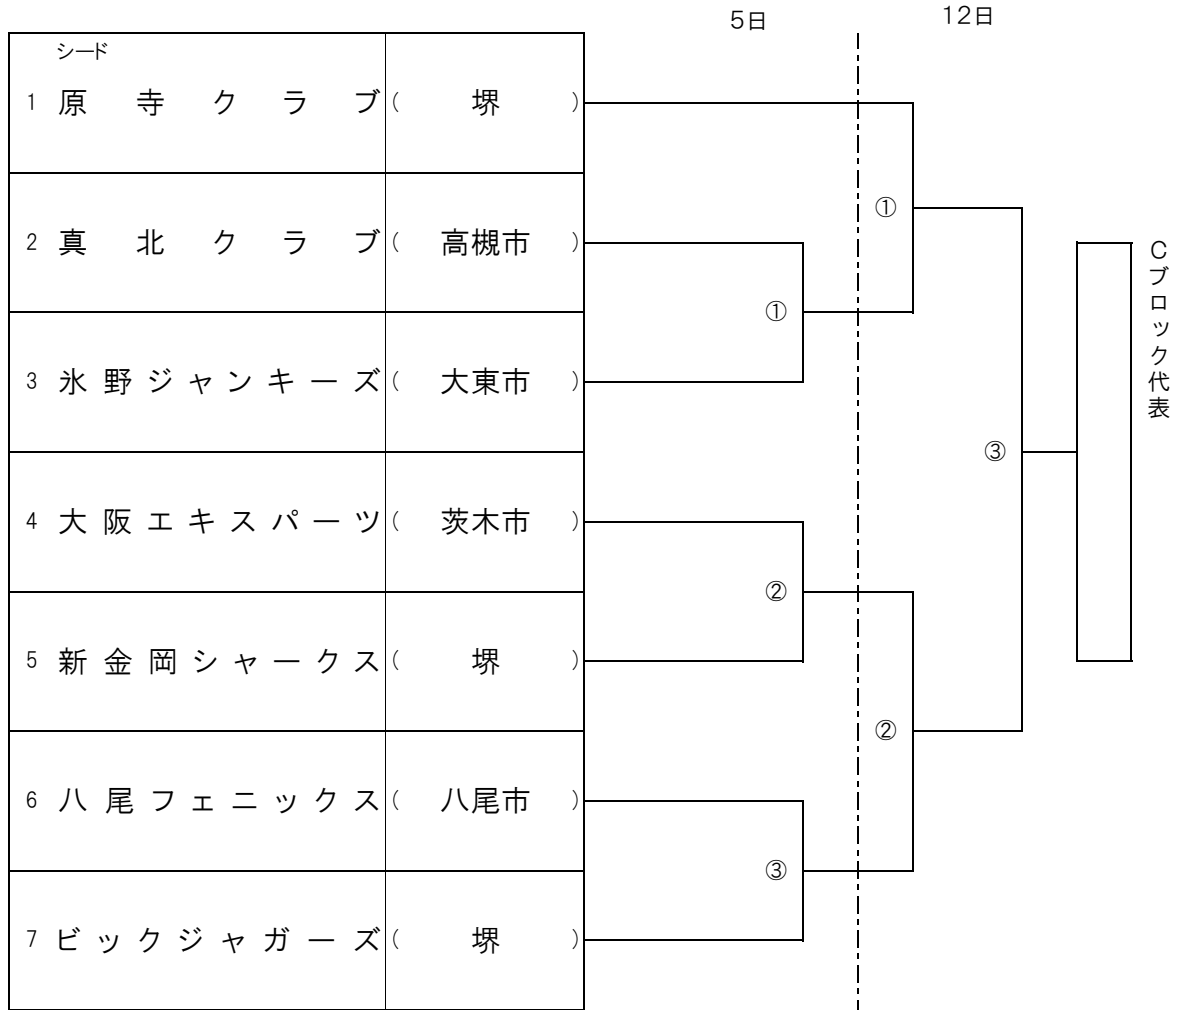 5日 12日
シード
1 原寺クラブ ( 堺 )
①
2 真北クラブ ( 高槻市 )
①
Cブロック代表
3 氷野ジャンキーズ ( 大東市 )
③
4 大阪エキスパーツ ( 茨木市 )
②
5 新金岡シャークス ( 堺 )
②
6 八尾フェニックス ( 八尾市 )
③
7 ビックジャガーズ ( 堺 )